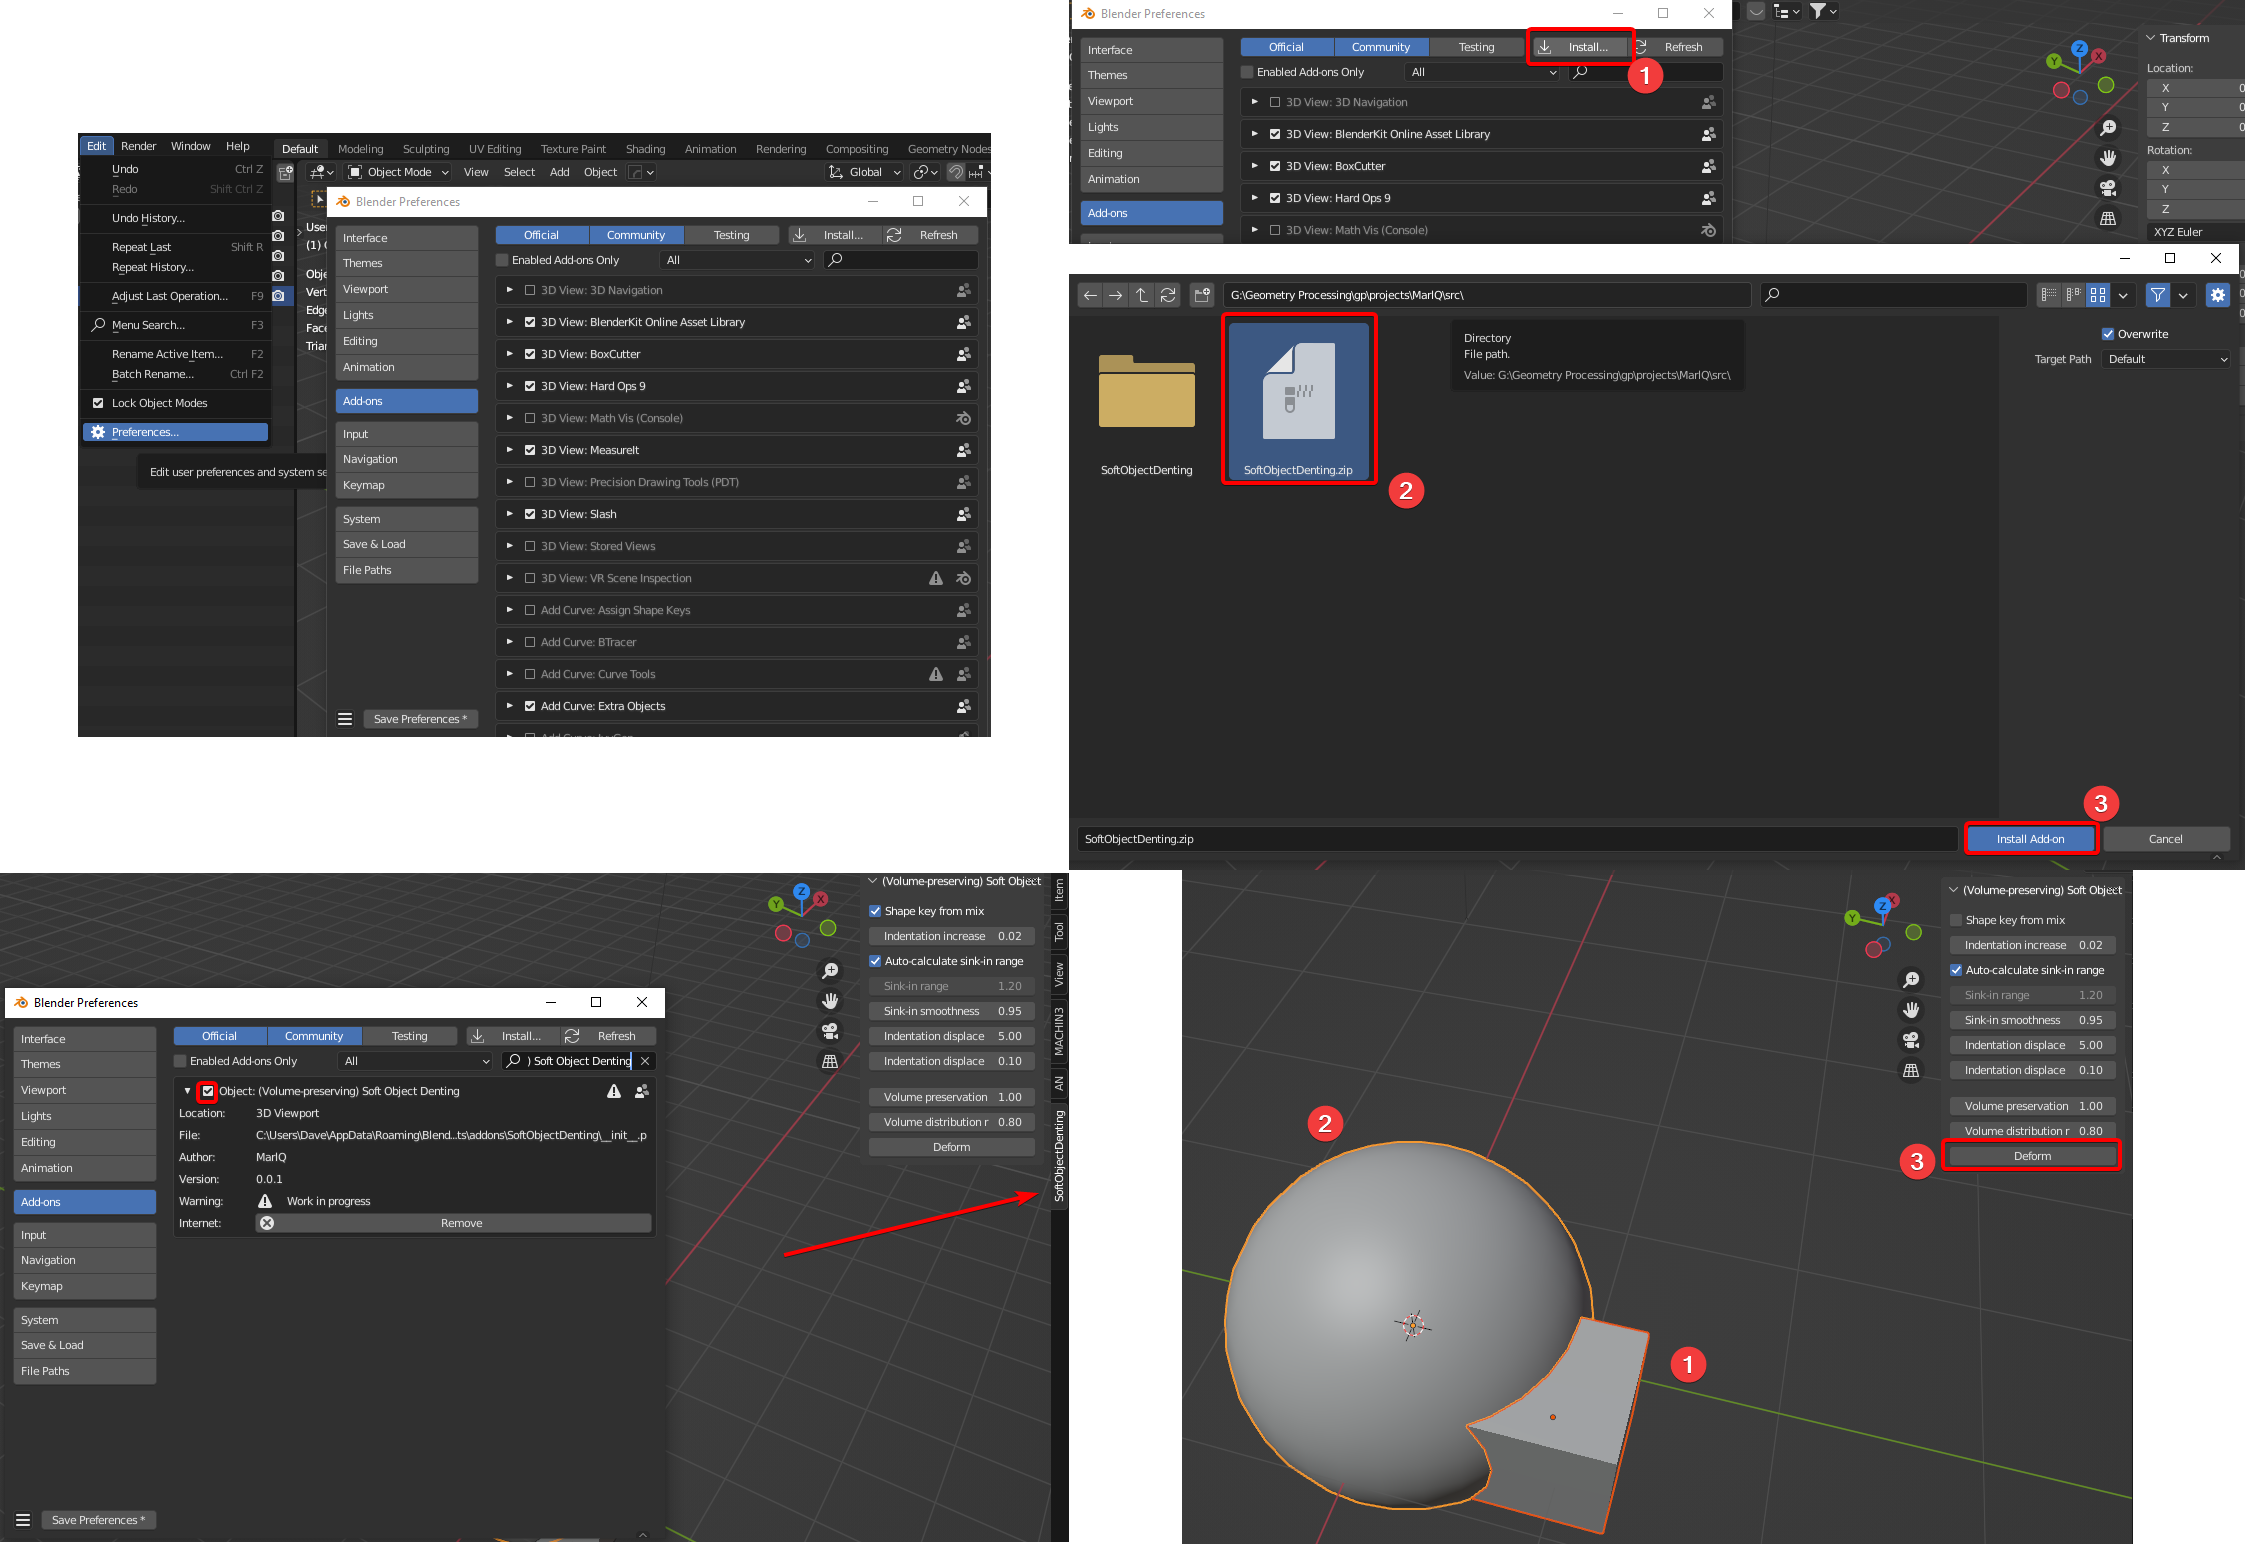 Edit Render Window Help Default Modeling Sculpting UV Editing Texture Paint Shading Animation Rendering Compositing Geometry Nodes
Undo Ctrl Z
Redo Shift Ctrl Z
Undo History...
Repeat Last Shift R
Repeat History...
Adjust Last Operation... F9
Menu Search... F3
Rename Active Item... F2
Batch Rename... Ctrl F2
Lock Object Modes
Preferences...
Edit user preferences and system se
Object Mode View Select Add Object Global
Use
(1)
Obje
Vert
Edge
Face
Trian
Blender Preferences
Interface
Themes
Viewport
Lights
Editing
Animation
Add-ons
Input
Navigation
Keymap
System
Save & Load
File Paths
Save Preferences *
Official Community Testing Install... Refresh
Enabled Add-ons Only All
3D View: 3D Navigation
3D View: BlenderKit Online Asset Library
3D View: BoxCutter
3D View: Hard Ops 9
3D View: Math Vis (Console)
3D View: MeasureIt
3D View: Precision Drawing Tools (PDT)
3D View: Slash
3D View: Stored Views
3D View: VR Scene Inspection
Add Curve: Assign Shape Keys
Add Curve: BTracer
Add Curve: Curve Tools
Add Curve: Extra Objects
Blender Preferences
Interface
Themes
Viewport
Lights
Editing
Animation
Add-ons
Official Community Testing Install... Refresh
1
Enabled Add-ons Only All
3D View: 3D Navigation
3D View: BlenderKit Online Asset Library
3D View: BoxCutter
3D View: Hard Ops 9
3D View: Math Vis (Console)
Z
Y X
Transform
Location:
X 0
Y 0
Z 0
Rotation:
X
Y
Z
XYZ Euler
G:\Geometry Processing\gp\projects\MarIQ\src\
SoftObjectDenting
SoftObjectDenting.zip
2
Directory
File path.
Value: G:\Geometry Processing\gp\projects\MarIQ\src\
Overwrite
Target Path Default
3
SoftObjectDenting.zip Install Add-on Cancel
Z
Y X
(Volume-preserving) Soft Object
Shape key from mix
Indentation increase 0.02
Auto-calculate sink-in range
Sink-in range 1.20
Sink-in smoothness 0.95
Indentation displace 5.00
Indentation displace 0.10
Volume preservation 1.00
Volume distribution r 0.80
Deform
Item
Tool
View
MACHIN3
AN
SoftObjectDenting
Blender Preferences
Interface
Themes
Viewport
Lights
Editing
Animation
Add-ons
Input
Navigation
Keymap
System
Save & Load
File Paths
Save Preferences *
Official Community Testing Install... Refresh
Enabled Add-ons Only All ) Soft Object Denting
Object: (Volume-preserving) Soft Object Denting
Location: 3D Viewport
File: C:\Users\Dave\AppData\Roaming\Blend...ts\addons\SoftObjectDenting\__init__.p
Author: MarIQ
Version: 0.0.1
Warning: Work in progress
Internet: Remove
Z X
Y
(Volume-preserving) Soft Object
Shape key from mix
Indentation increase 0.02
Auto-calculate sink-in range
Sink-in range 1.20
Sink-in smoothness 0.95
Indentation displace 5.00
Indentation displace 0.10
Volume preservation 1.00
Volume distribution r 0.80
Deform
3
2
1